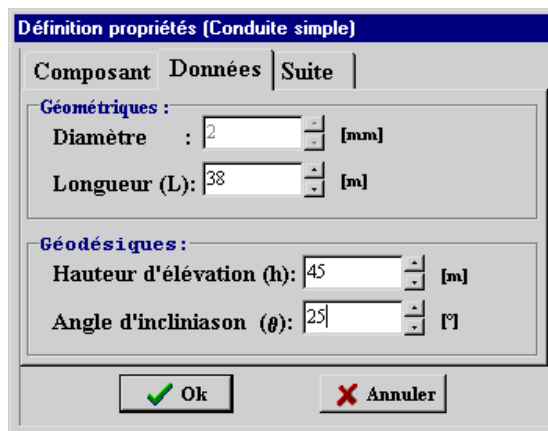 Définition propriétés (Conduite simple)
Composant Données Suite
Géométriques :
Diamètre : 2 [mm]
Longueur (L): 38 [m]
Géodésiques:
Hauteur d'élévation (h): 45 [m]
Angle d'incliniason (θ): 25 [°]
Ok Annuler